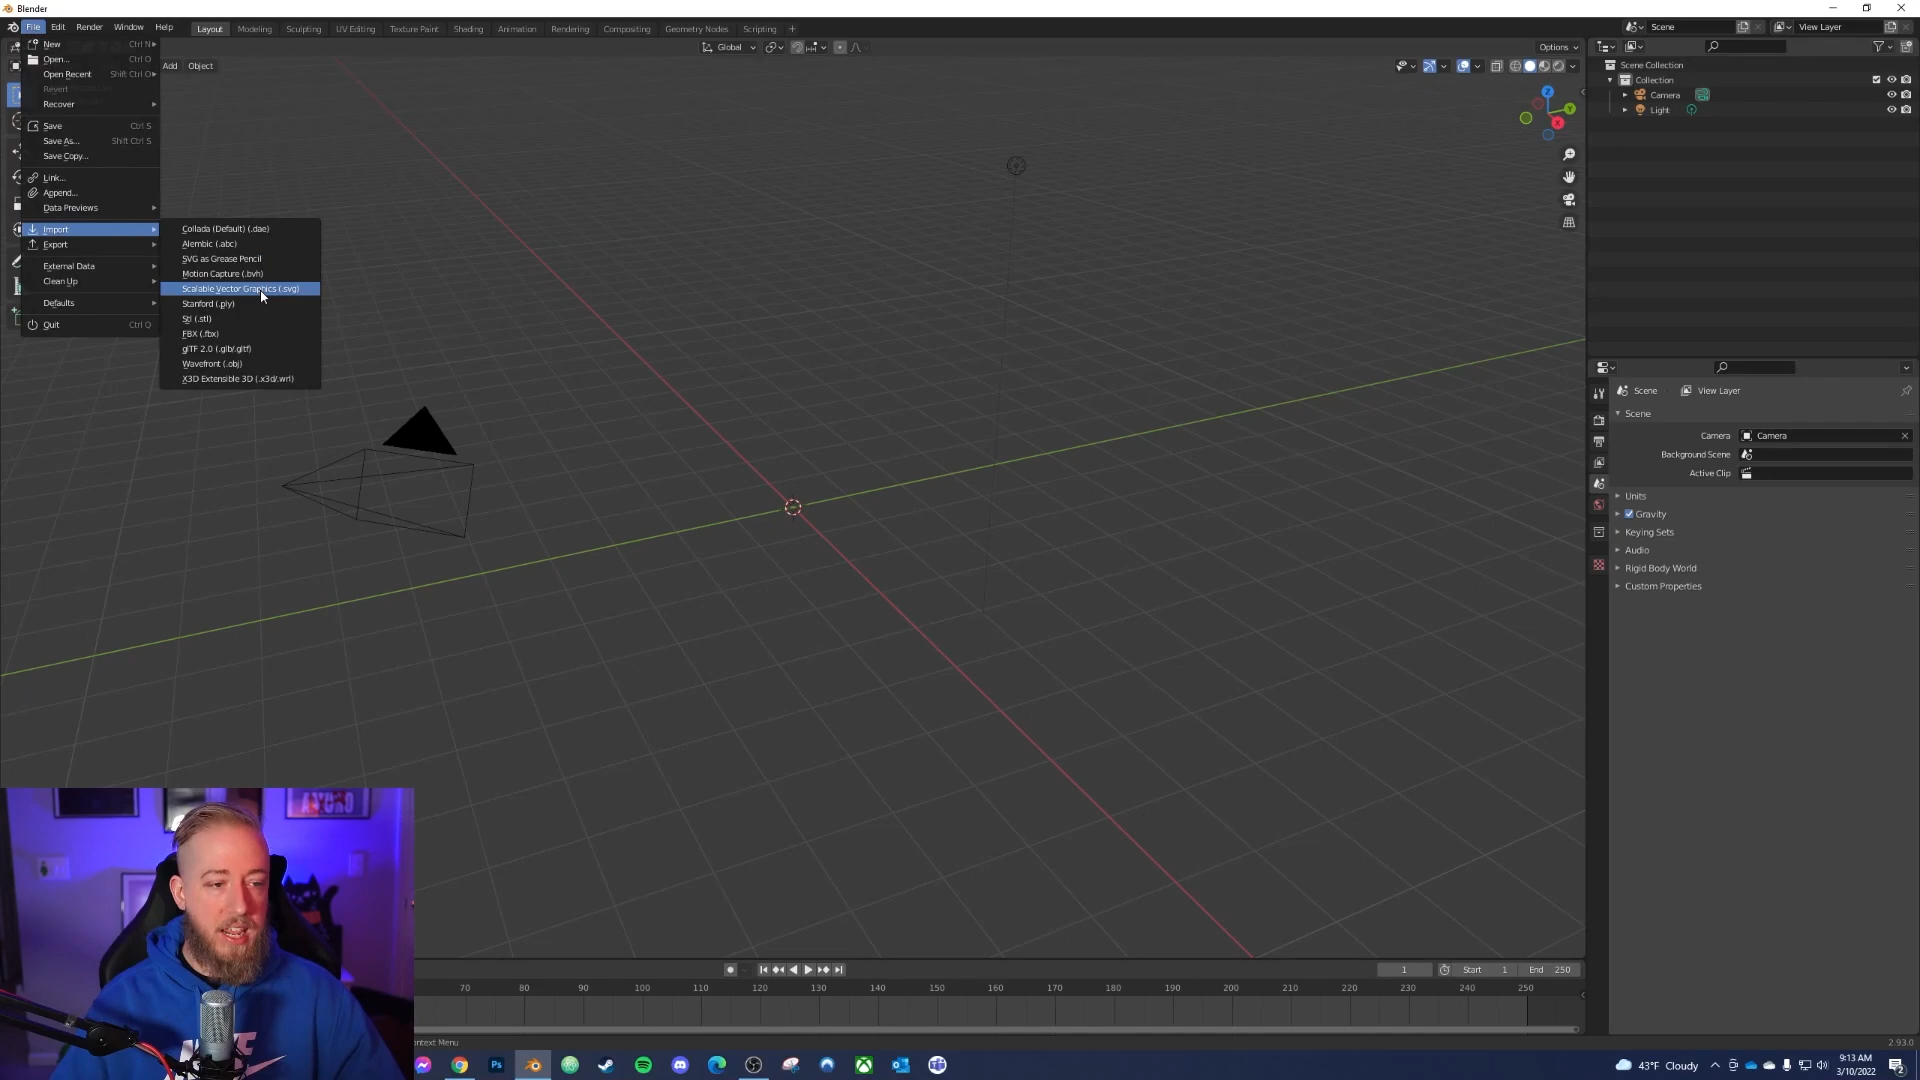 Blender
File Edit Render Window Help Layout Modeling Sculpting UV Editing Texture Paint Shading Animation Rendering Compositing Geometry Nodes Scripting +
Scene View Layer
New Ctrl N
Open... Ctrl O
Open Recent Shift Ctrl O
Revert
Recover
Save Ctrl S
Save As... Shift Ctrl S
Save Copy...
Link...
Append...
Data Previews
Import
Export
External Data
Clean Up
Defaults
Quit Ctrl Q
Collada (Default) (.dae)
Alembic (.abc)
SVG as Grease Pencil
Motion Capture (.bvh)
Scalable Vector Graphics (.svg)
Stanford (.ply)
Stl (.stl)
FBX (.fbx)
glTF 2.0 (.glb/.gltf)
Wavefront (.obj)
X3D Extensible 3D (.x3d/.wrl)
Add Object
Global
Options
Z
Y
X
Scene Collection
Collection
Camera
Light
Scene View Layer
Scene
Camera Camera
Background Scene
Active Clip
Units
Gravity
Keying Sets
Audio
Rigid Body World
Custom Properties
1 Start 1 End 250
70 80 90 100 110 120 130 140 150 160 170 180 190 200 210 220 230 240 250
ontext Menu
2.93.0
Ps
43°F Cloudy
9:13 AM
3/10/2022
2